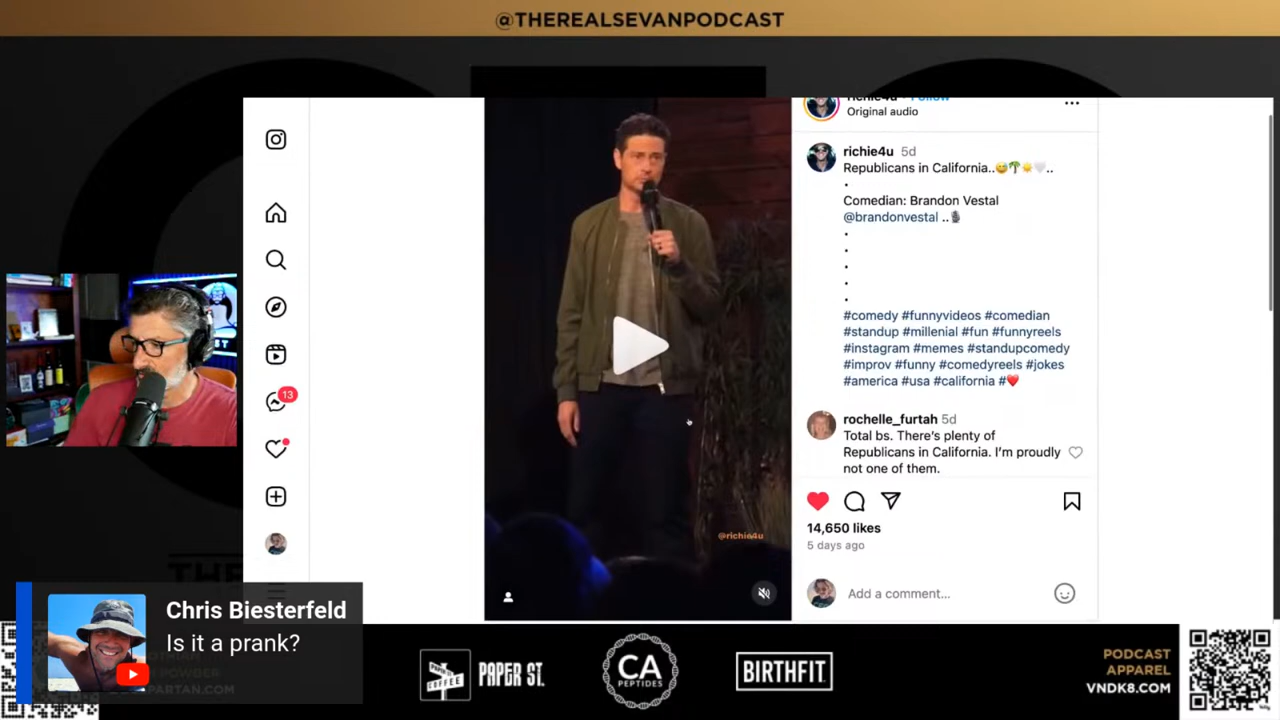 @THEREALSEVANPODCAST
Original audio
richie4u 5d
Republicans in California..😅🌴☀️🤍..
.
Comedian: Brandon Vestal
@brandonvestal ..🎙️
.
.
.
.
.
#comedy #funnyvideos #comedian
#standup #millenial #fun #funnyreels
#instagram #memes #standupcomedy
#improv #funny #comedyreels #jokes
#america #usa #california #❤️
rochelle_furtah 5d
Total bs. There's plenty of
Republicans in California. I'm proudly
not one of them.
14,650 likes
5 days ago
Add a comment...
13
@richie4u
Chris Biesterfeld
Is it a prank?
COFFEE
PAPER ST.
CA
PEPTIDES
BIRTHFIT
PODCAST
APPAREL
VNDK8.COM